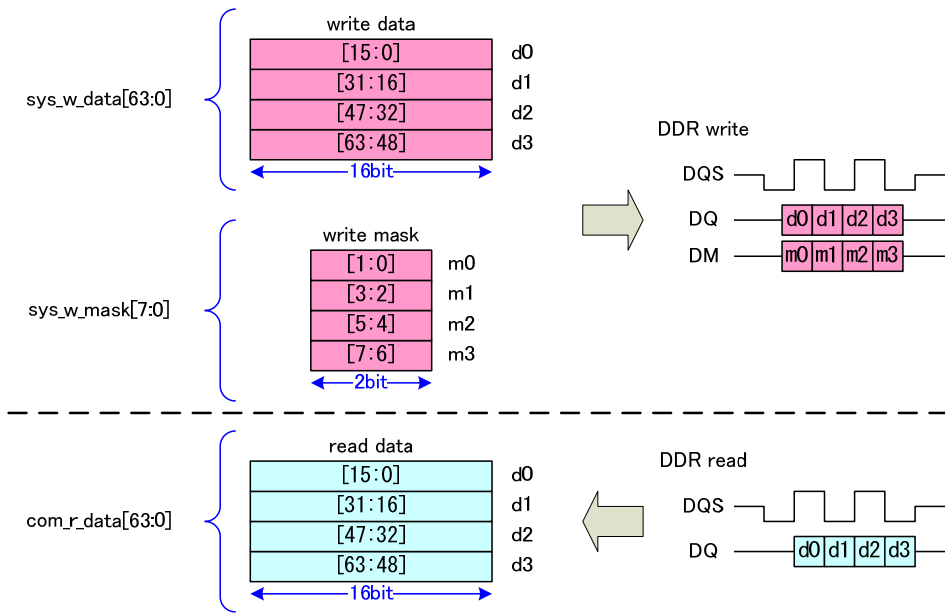 write data
[15:0] d0
[31:16] d1
sys_w_data[63:0]
[47:32] d2
[63:48] d3
16bit
DDR write
DQS
DQ d0 d1 d2 d3
DM m0 m1 m2 m3
write mask
[1:0] m0
[3:2] m1
sys_w_mask[7:0]
[5:4] m2
[7:6] m3
2bit
read data
[15:0] d0
[31:16] d1
com_r_data[63:0]
[47:32] d2
[63:48] d3
16bit
DDR read
DQS
DQ d0 d1 d2 d3